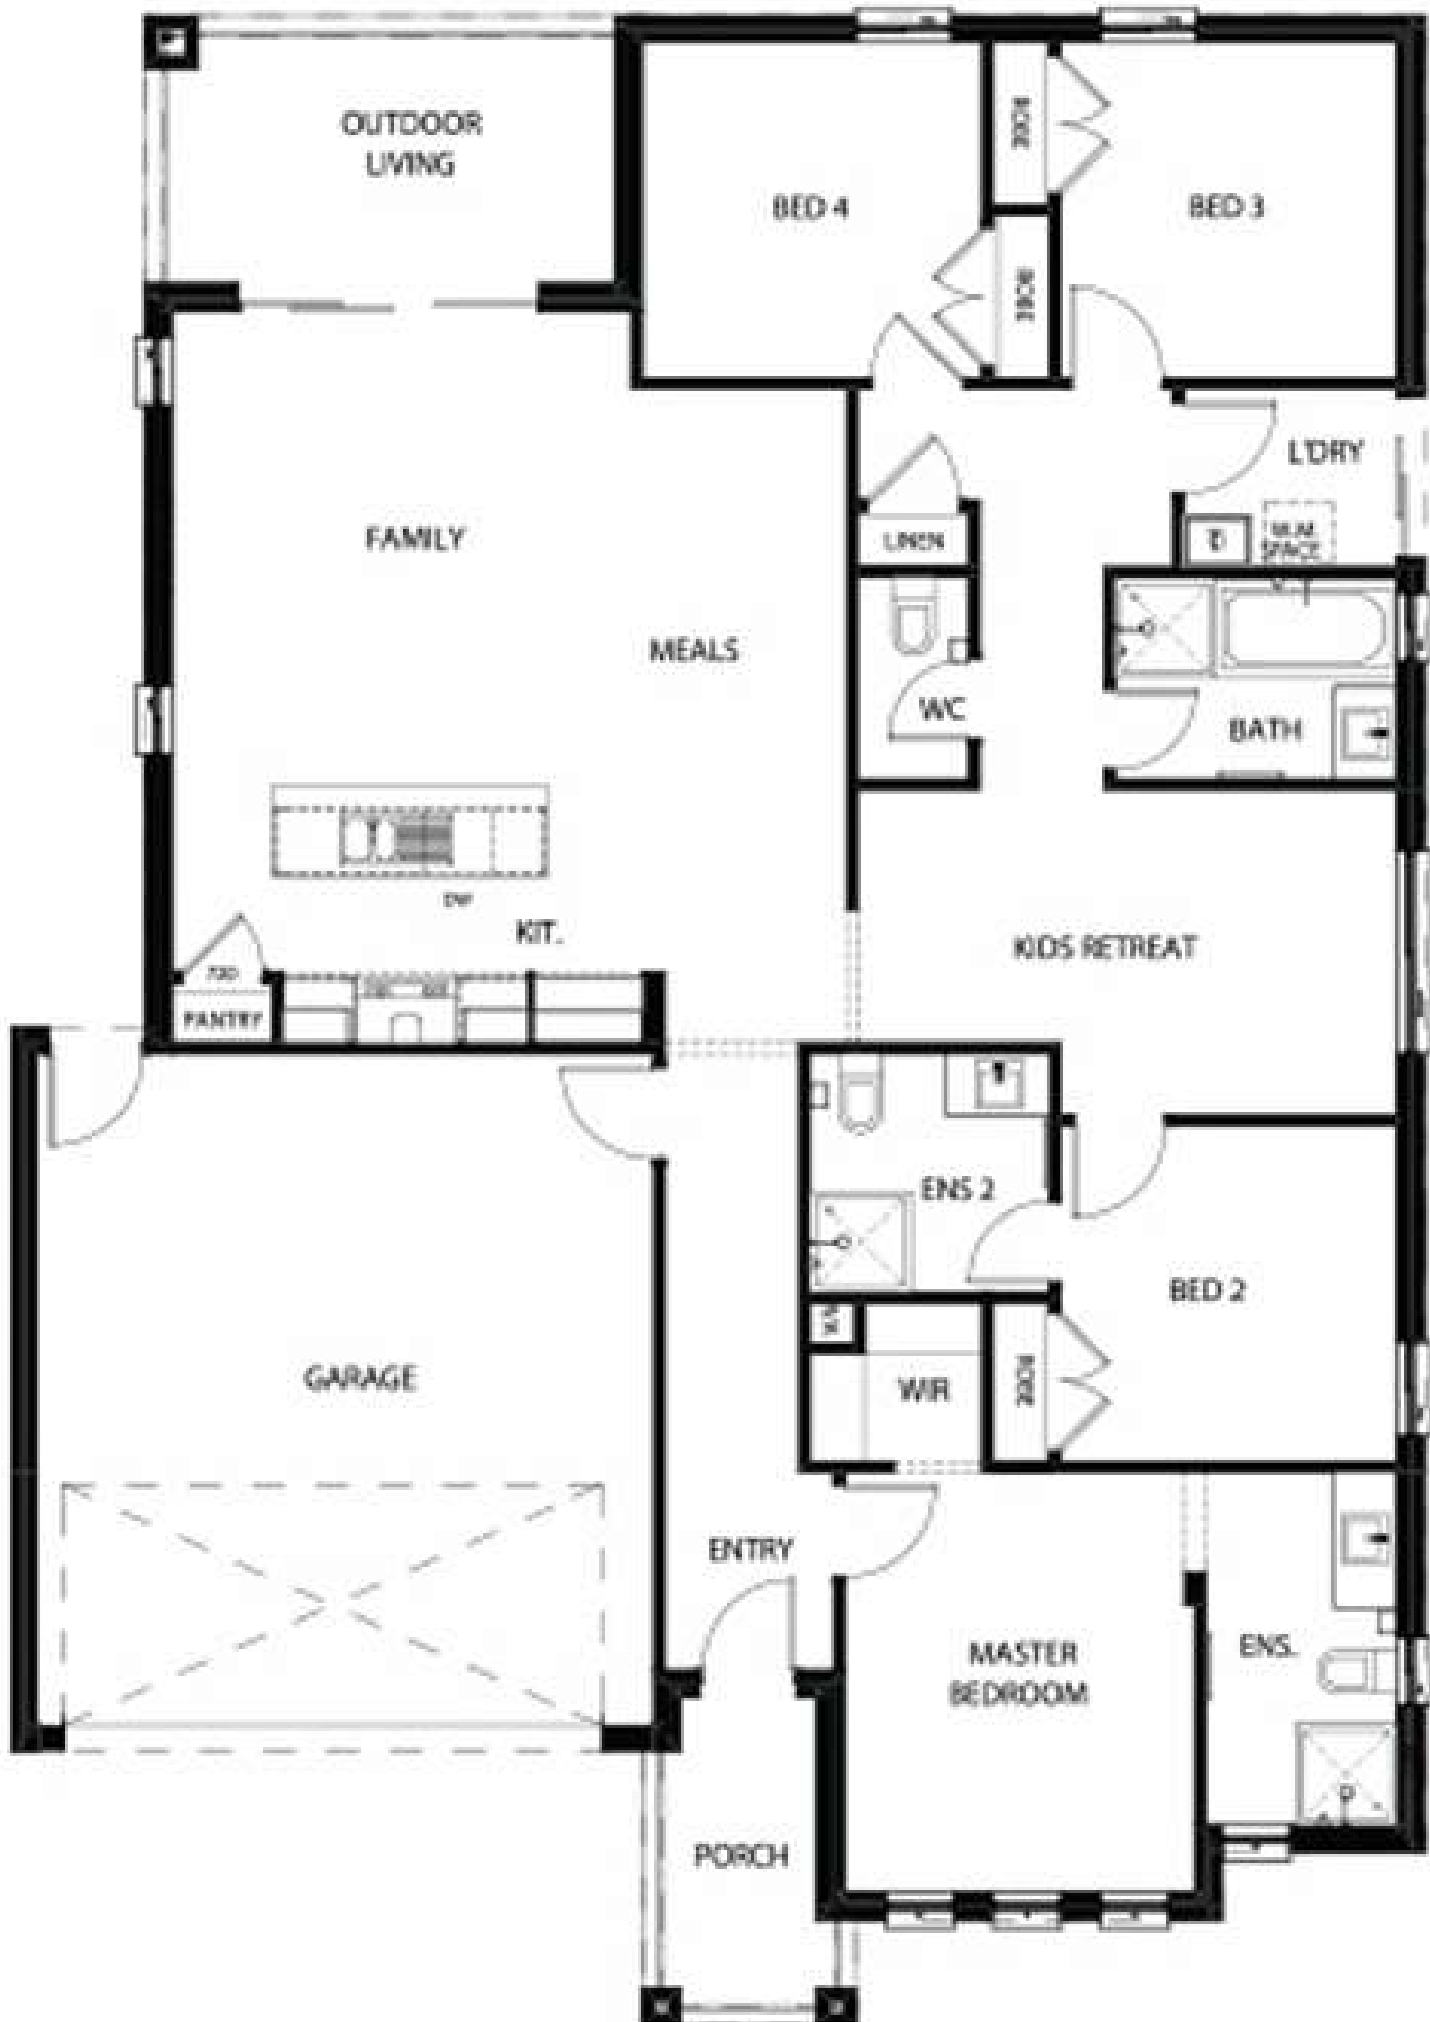 OUTDOOR
LIVING
BED 4
ROBE
BED 3
ROBE
L'DRY
FAMILY
LINEN
W.M.
SPACE
MEALS
WC
BATH
DW
KIT.
KIDS RETREAT
720
PANTRY
ENS 2
BED 2
GARAGE
WIR
ROBE
ENTRY
MASTER
BEDROOM
ENS.
PORCH